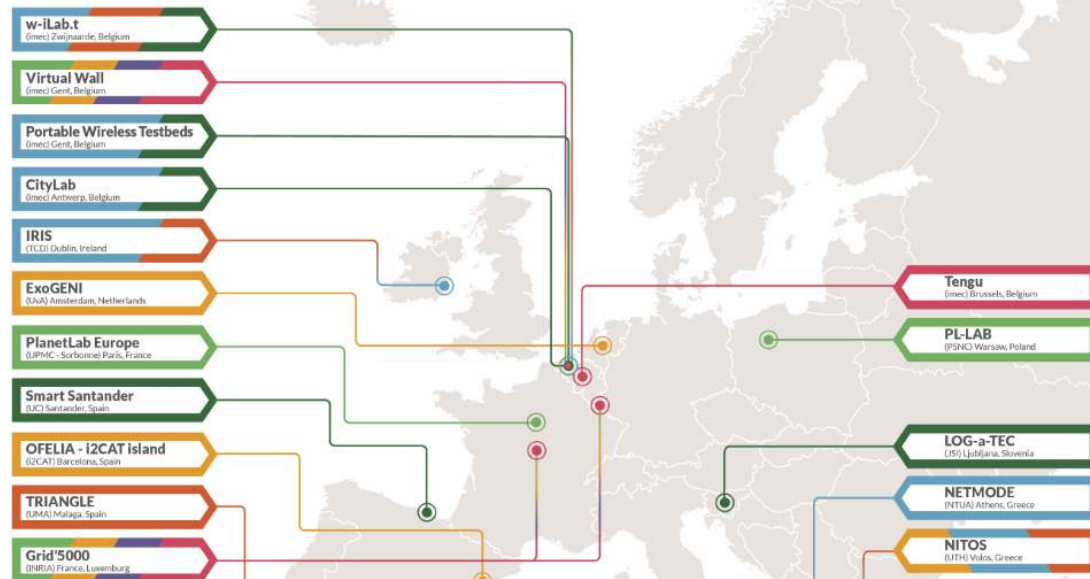 w-iLab.t
(imec) Zwijnaarde, Belgium
Virtual Wall
(imec) Gent, Belgium
Portable Wireless Testbeds
(imec) Gent, Belgium
CityLab
(imec) Antwerp, Belgium
IRIS
(TCD) Dublin, Ireland
ExoGENI
(UvA) Amsterdam, Netherlands
PlanetLab Europe
(UPMC - Sorbonne) Paris, France
Smart Santander
(UC) Santander, Spain
OFELIA - i2CAT island
(i2CAT) Barcelona, Spain
TRIANGLE
(UMA) Malaga, Spain
Grid'5000
(INRIA) France, Luxemburg
Tengu
(imec) Brussels, Belgium
PL-LAB
(PSNC) Warsaw, Poland
LOG-a-TEC
(JSI) Ljubljana, Slovenia
NETMODE
(NTUA) Athens, Greece
NITOS
(UTH) Volos, Greece